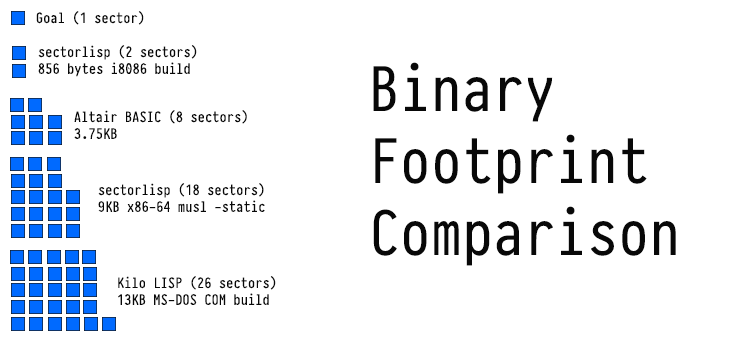 Goal (1 sector)
sectorlisp (2 sectors)
856 bytes i8086 build
Altair BASIC (8 sectors)
3.75KB
sectorlisp (18 sectors)
9KB x86-64 musl -static
Kilo LISP (26 sectors)
13KB MS-DOS COM build
Binary
Footprint
Comparison